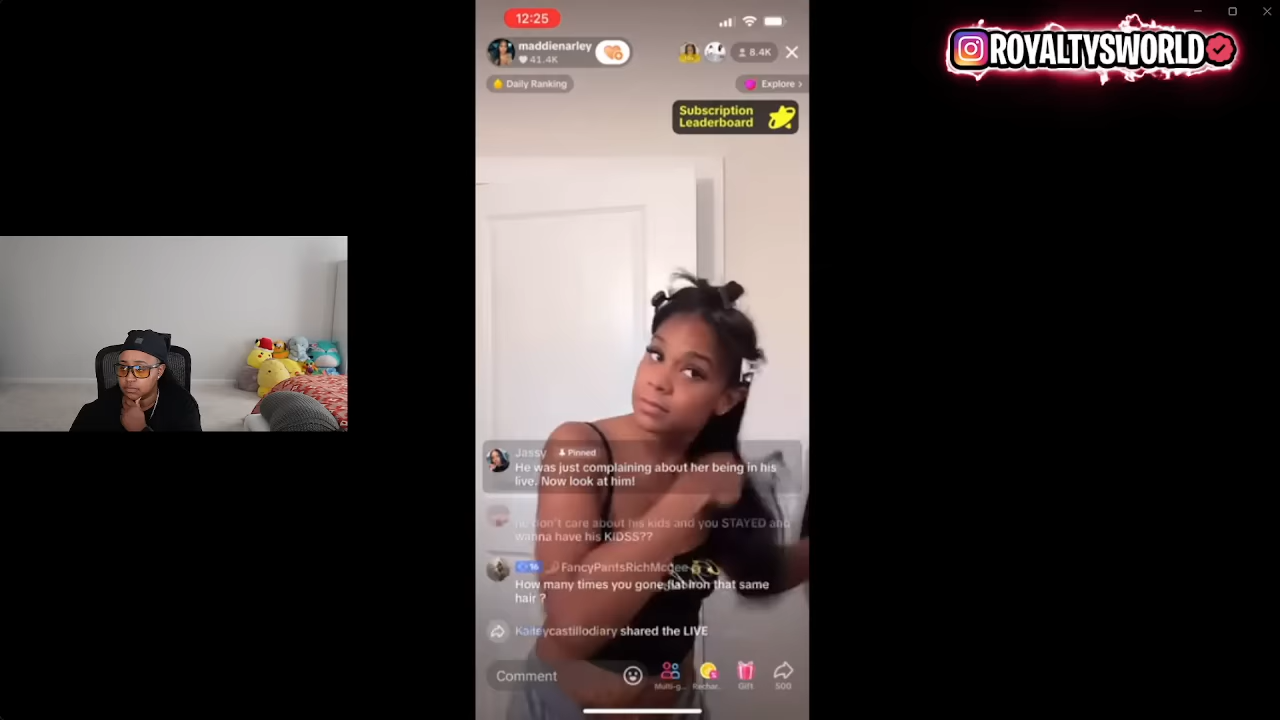 12:25
ROYALTYSWORLD
maddienarley
41.4K
8.4K
Daily Ranking
Explore >
Subscription
Leaderboard
Jassy Pinned
He was just complaining about her being in his
live. Now look at him!
don't care about his kids and you STAYED and
wanna have his KIDSS??
16 FancyPantsRichMcgee
How many times you gone flat iron that same
hair ?
shared the LIVE
Comment
Multi-g...
Rechar...
Gift
500